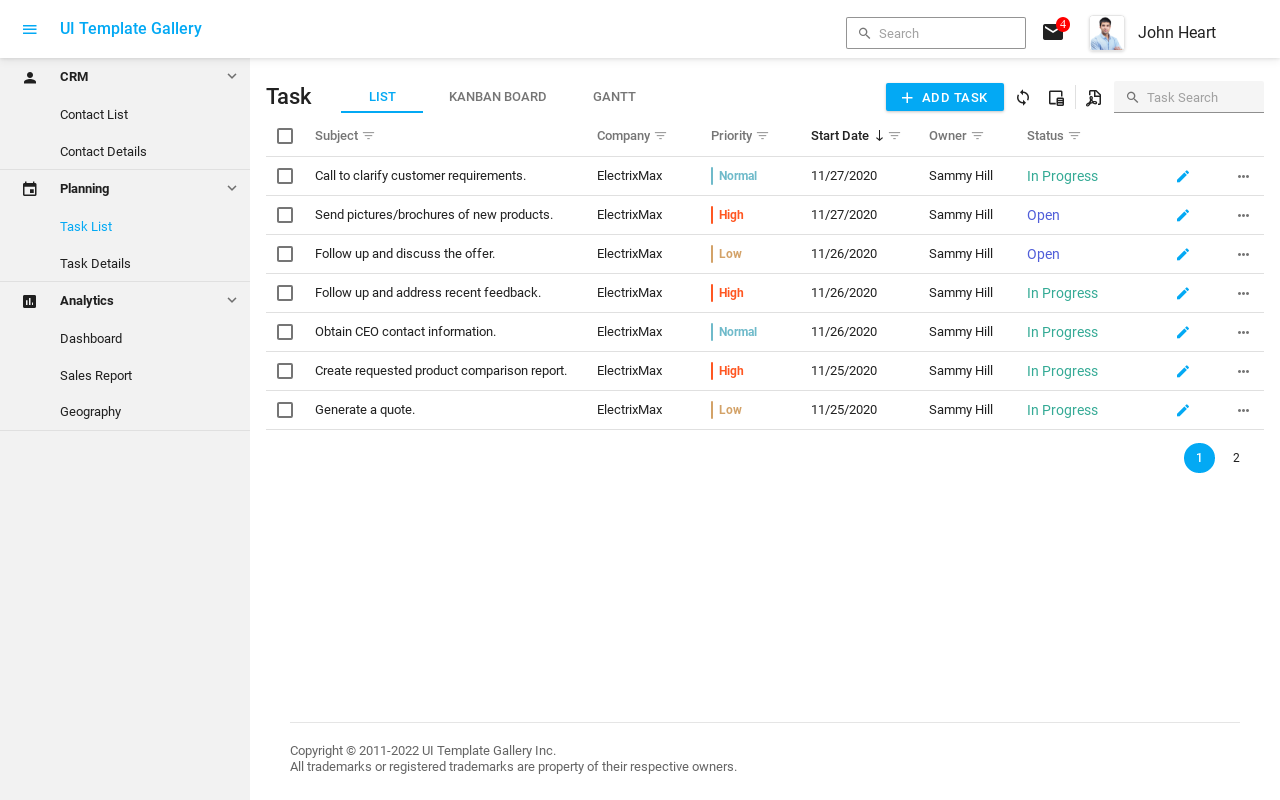 UI Template Gallery
Search
4
John Heart
CRM
Contact List
Contact Details
Planning
Task List
Task Details
Analytics
Dashboard
Sales Report
Geography
Task
LIST
KANBAN BOARD
GANTT
ADD TASK
Task Search
Subject Company Priority Start Date Owner Status
Call to clarify customer requirements. ElectrixMax Normal 11/27/2020 Sammy Hill In Progress
Send pictures/brochures of new products. ElectrixMax High 11/27/2020 Sammy Hill Open
Follow up and discuss the offer. ElectrixMax Low 11/26/2020 Sammy Hill Open
Follow up and address recent feedback. ElectrixMax High 11/26/2020 Sammy Hill In Progress
Obtain CEO contact information. ElectrixMax Normal 11/26/2020 Sammy Hill In Progress
Create requested product comparison report. ElectrixMax High 11/25/2020 Sammy Hill In Progress
Generate a quote. ElectrixMax Low 11/25/2020 Sammy Hill In Progress
1 2
Copyright © 2011-2022 UI Template Gallery Inc.
All trademarks or registered trademarks are property of their respective owners.